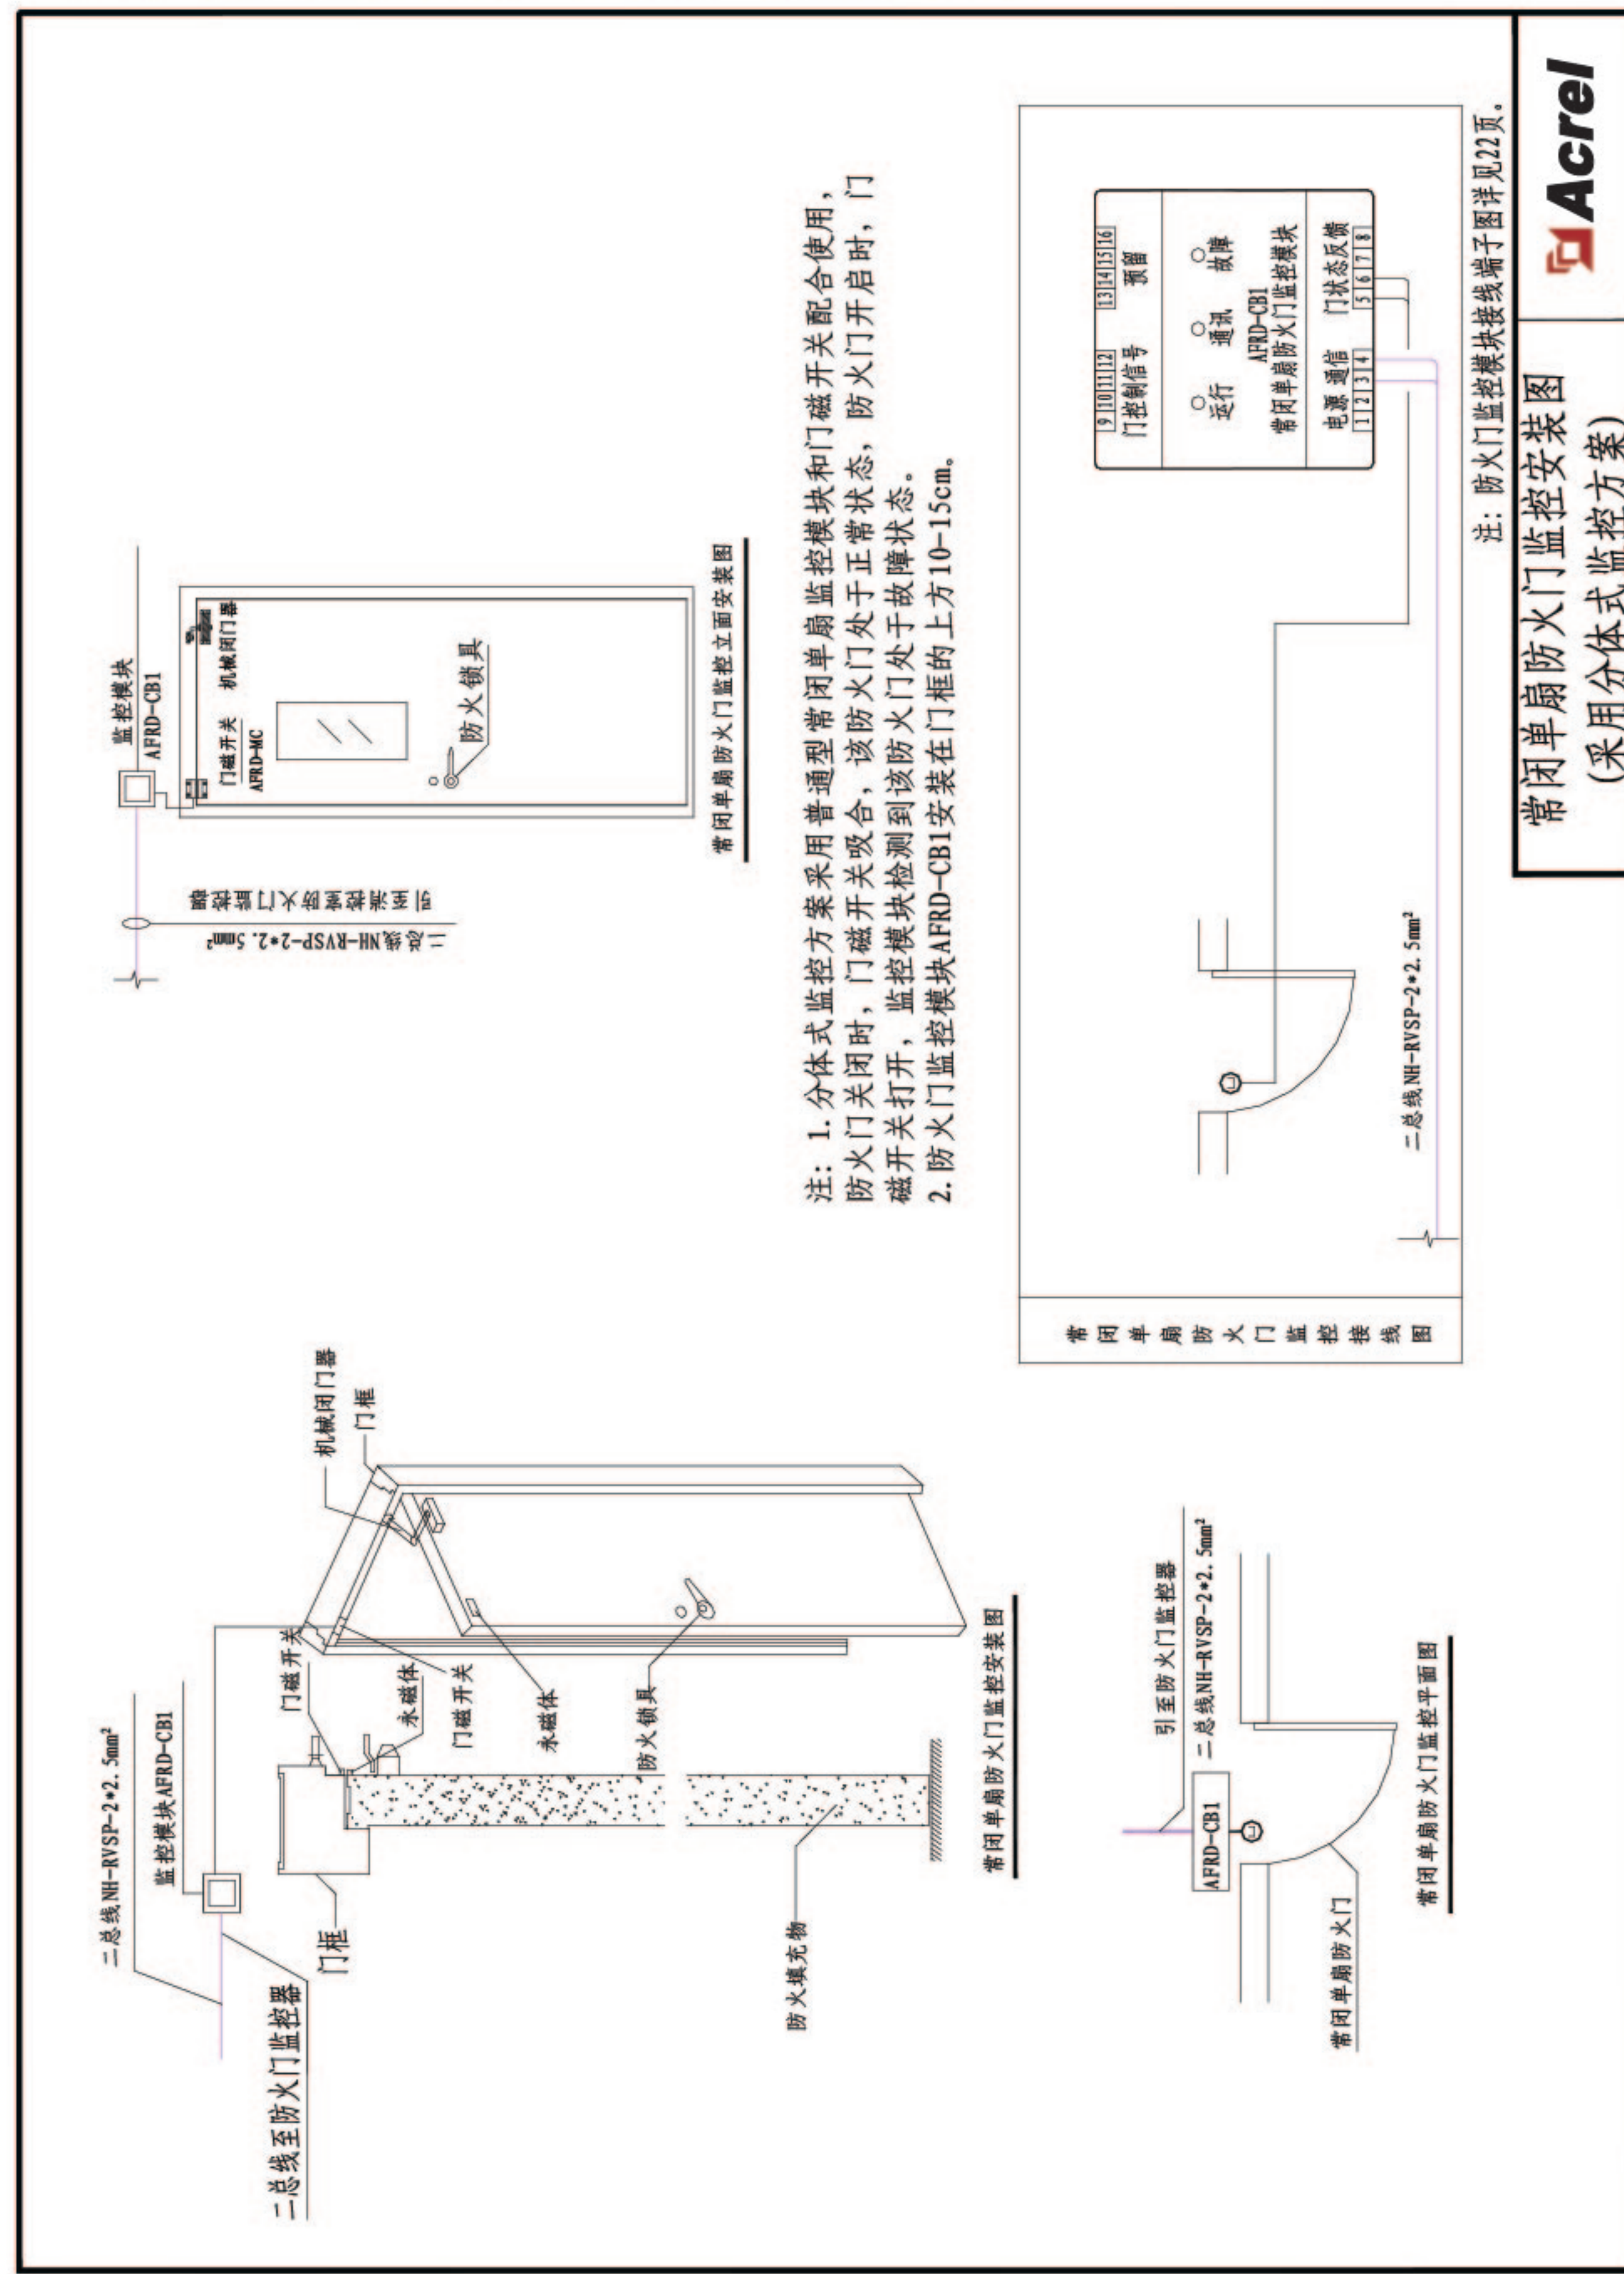 二总线NH-RVSP-2*2.5mm²
监控模块AFRD-CB1
二总线至防火门监控器
门框
门磁开关
永磁体
门磁开关
永磁体
防火锁具
机械闭门器
门框
防火填充物
常闭单扇防火门监控安装图
监控模块
AFRD-CB1
门磁开关
AFRD-MC
机械闭门器
防火锁具
二总线NH-RVSP-2*2.5mm²
引至消控室防火门监控器
常闭单扇防火门监控立面安装图
注：1.分体式监控方案采用普通型常闭单扇监控模块和门磁开关配合使用，
防火门关闭时，门磁开关吸合，该防火门处于正常状态，防火门开启时，门
磁开关打开，监控模块检测到该防火门处于故障状态。
2.防火门监控模块AFRD-CB1安装在门框的上方10-15cm。
引至防火门监控器
二总线NH-RVSP-2*2.5mm²
AFRD-CB1
常闭单扇防火门
常闭单扇防火门监控平面图
常闭单扇防火门监控接线图
9 10 11 12 13 14 15 16
门控制信号 预留
运行 通讯 故障
AFRD-CB1
常闭单扇防火门监控模块
电源 通信 门状态反馈
1 2 3 4 5 6 7 8
二总线NH-RVSP-2*2.5mm²
注：防火门监控模块接线端子图详见22页。
常闭单扇防火门监控安装图
(采用分体式监控方案)
Acrel